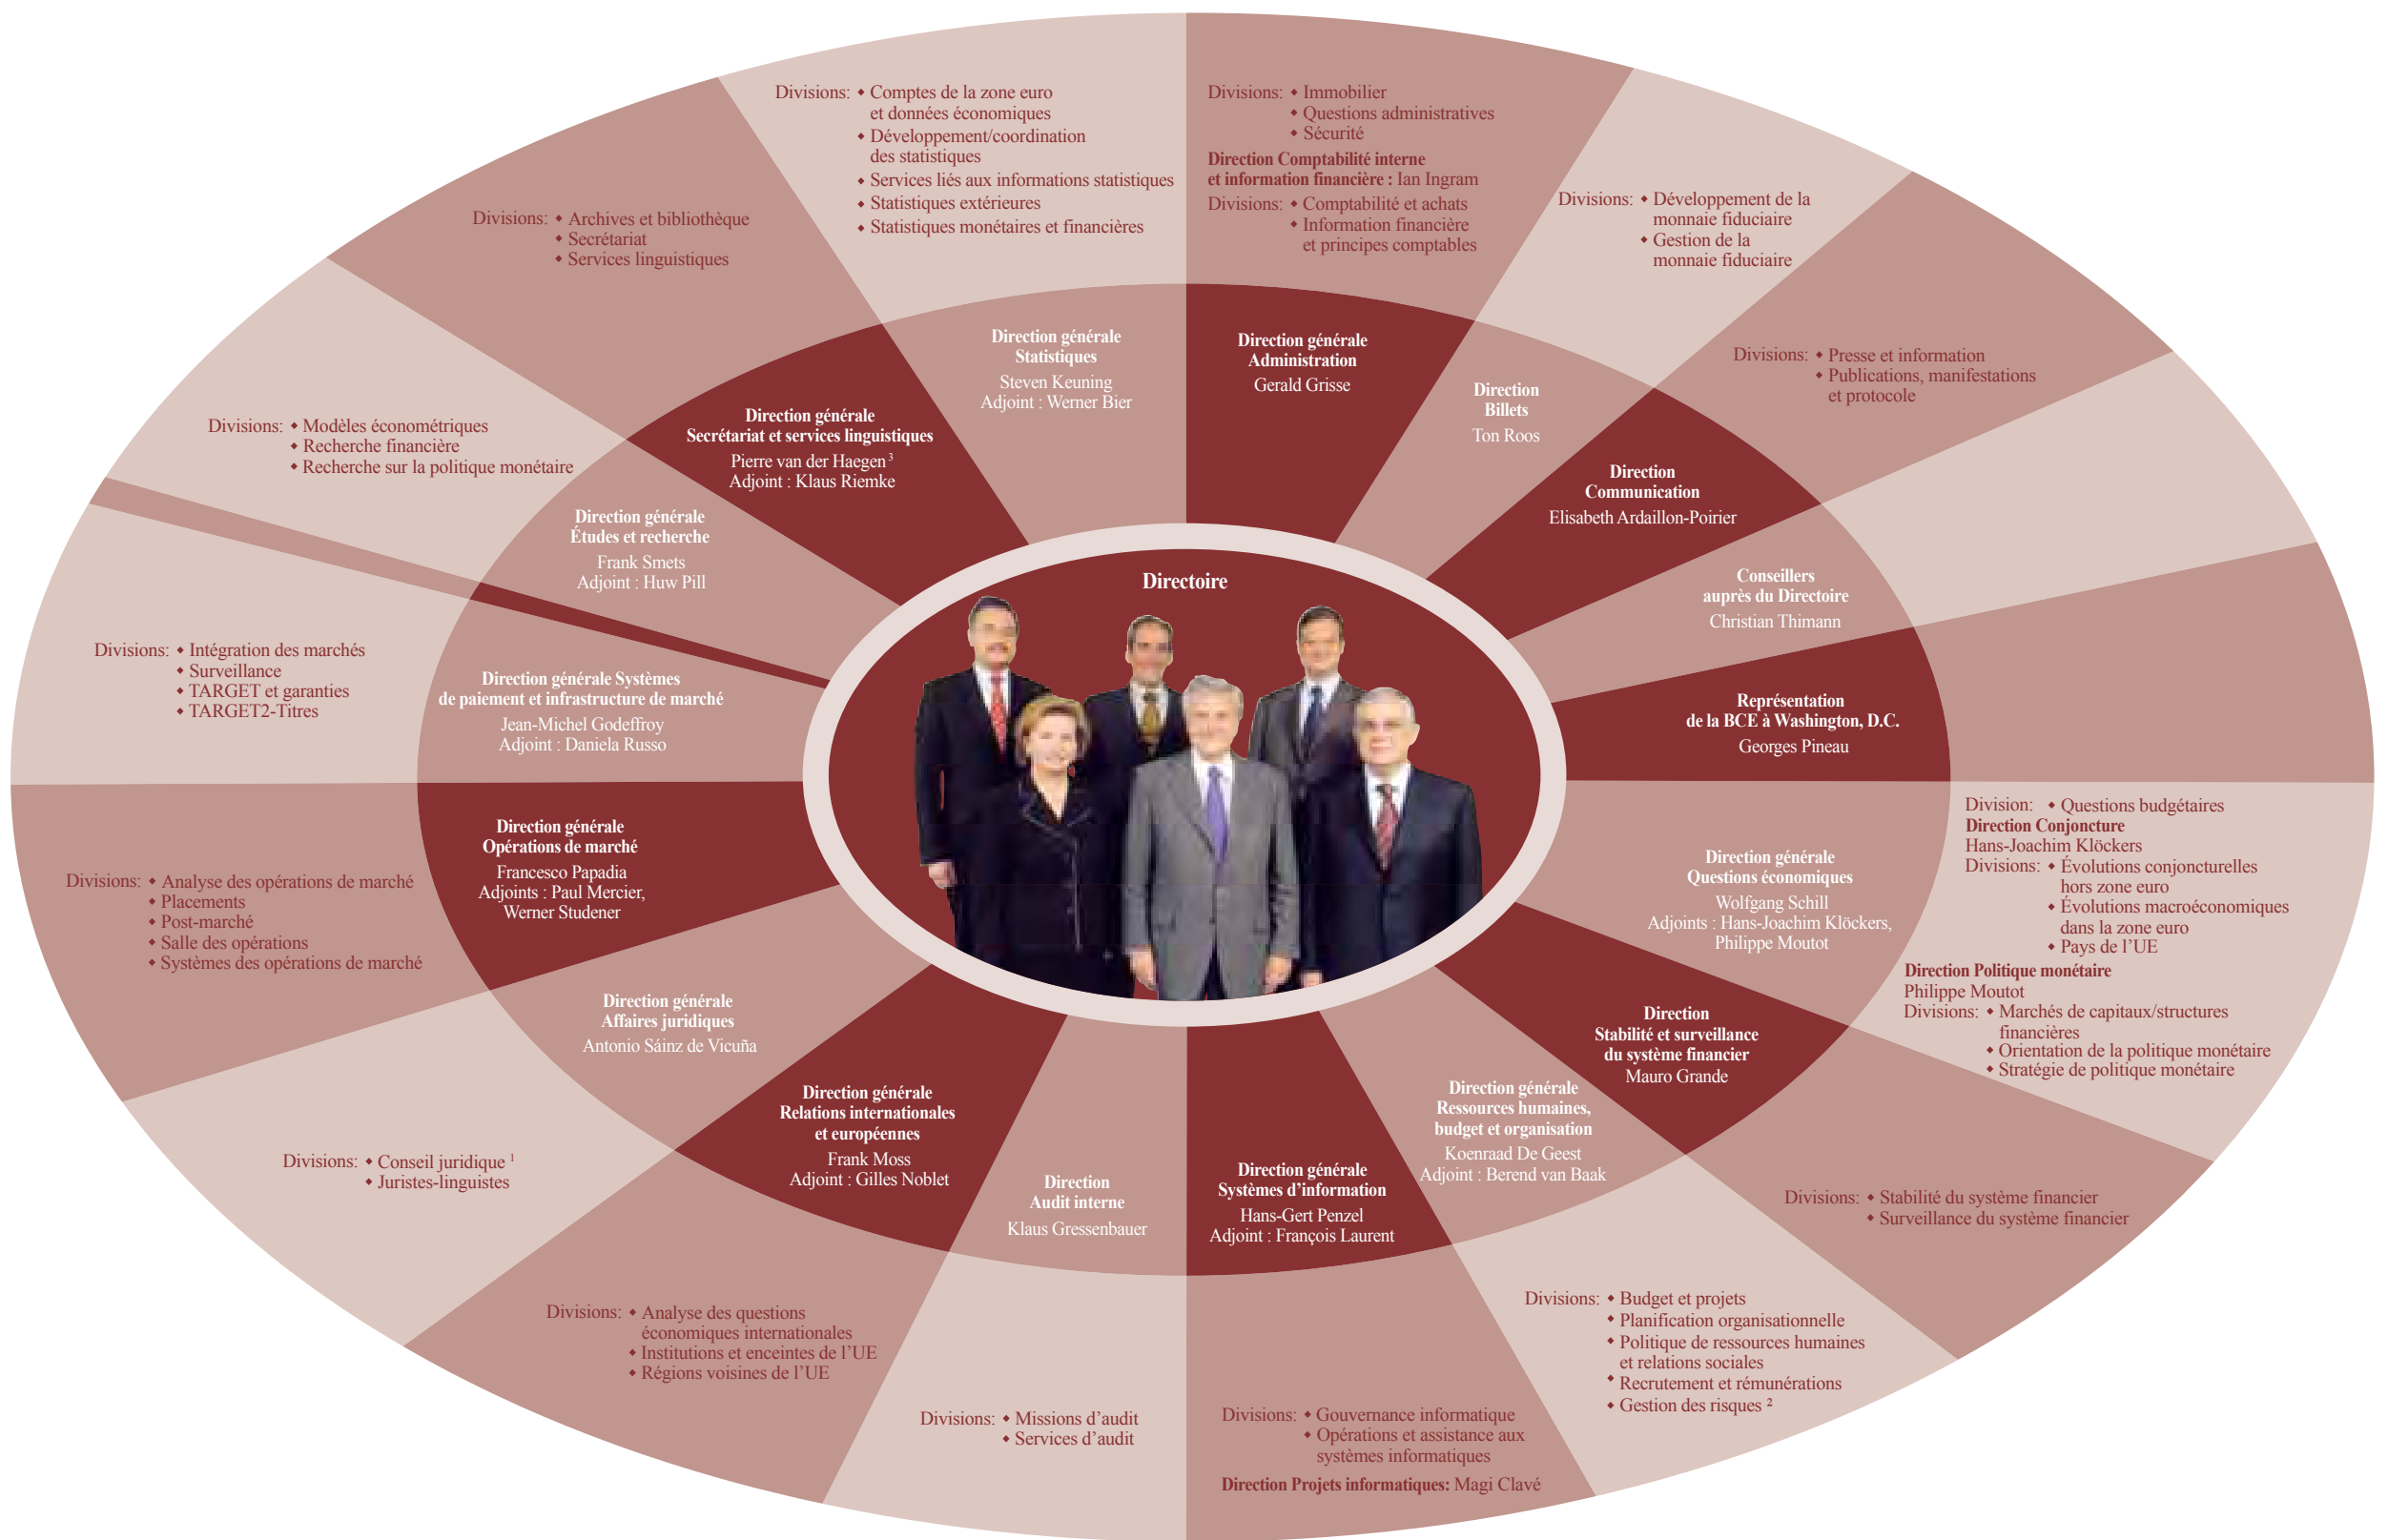 Directoire
Divisions: ◆ Comptes de la zone euro
et données économiques
◆ Développement/coordination
des statistiques
◆ Services liés aux informations statistiques
◆ Statistiques extérieures
◆ Statistiques monétaires et financières
Direction générale
Statistiques
Steven Keuning
Adjoint : Werner Bier
Divisions: ◆ Immobilier
◆ Questions administratives
◆ Sécurité
Direction Comptabilité interne
et information financière : Ian Ingram
Divisions: ◆ Comptabilité et achats
◆ Information financière
et principes comptables
Direction générale
Administration
Gerald Grisse
Divisions: ◆ Développement de la
monnaie fiduciaire
◆ Gestion de la
monnaie fiduciaire
Direction
Billets
Ton Roos
Divisions: ◆ Presse et information
◆ Publications, manifestations
et protocole
Direction
Communication
Elisabeth Ardaillon-Poirier
Conseillers
auprès du Directoire
Christian Thimann
Représentation
de la BCE à Washington, D.C.
Georges Pineau
Division: ◆ Questions budgétaires
Direction Conjoncture
Hans-Joachim Klöckers
Divisions: ◆ Évolutions conjoncturelles
hors zone euro
◆ Évolutions macroéconomiques
dans la zone euro
◆ Pays de l’UE
Direction Politique monétaire
Philippe Moutot
Divisions: ◆ Marchés de capitaux/structures
financières
◆ Orientation de la politique monétaire
◆ Stratégie de politique monétaire
Direction générale
Questions économiques
Wolfgang Schill
Adjoints : Hans-Joachim Klöckers,
Philippe Moutot
Direction
Stabilité et surveillance
du système financier
Mauro Grande
Divisions: ◆ Stabilité du système financier
◆ Surveillance du système financier
Direction générale
Ressources humaines,
budget et organisation
Koenraad De Geest
Adjoint : Berend van Baak
Divisions: ◆ Budget et projets
◆ Planification organisationnelle
◆ Politique de ressources humaines
et relations sociales
◆ Recrutement et rémunérations
◆ Gestion des risques ²
Direction générale
Systèmes d’information
Hans-Gert Penzel
Adjoint : François Laurent
Divisions: ◆ Gouvernance informatique
◆ Opérations et assistance aux
systèmes informatiques
Direction Projets informatiques: Magi Clavé
Direction
Audit interne
Klaus Gressenbauer
Divisions: ◆ Missions d’audit
◆ Services d’audit
Direction générale
Relations internationales
et européennes
Frank Moss
Adjoint : Gilles Noblet
Divisions: ◆ Analyse des questions
économiques internationales
◆ Institutions et enceintes de l’UE
◆ Régions voisines de l’UE
Direction générale
Affaires juridiques
Antonio Sáinz de Vicuña
Divisions: ◆ Conseil juridique ¹
◆ Juristes-linguistes
Direction générale
Opérations de marché
Francesco Papadia
Adjoints : Paul Mercier,
Werner Studener
Divisions: ◆ Analyse des opérations de marché
◆ Placements
◆ Post-marché
◆ Salle des opérations
◆ Systèmes des opérations de marché
Direction générale Systèmes
de paiement et infrastructure de marché
Jean-Michel Godeffroy
Adjoint : Daniela Russo
Divisions: ◆ Intégration des marchés
◆ Surveillance
◆ TARGET et garanties
◆ TARGET2-Titres
Direction générale
Études et recherche
Frank Smets
Adjoint : Huw Pill
Divisions: ◆ Modèles économétriques
◆ Recherche financière
◆ Recherche sur la politique monétaire
Direction générale
Secrétariat et services linguistiques
Pierre van der Haegen ³
Adjoint : Klaus Riemke
Divisions: ◆ Archives et bibliothèque
◆ Secrétariat
◆ Services linguistiques